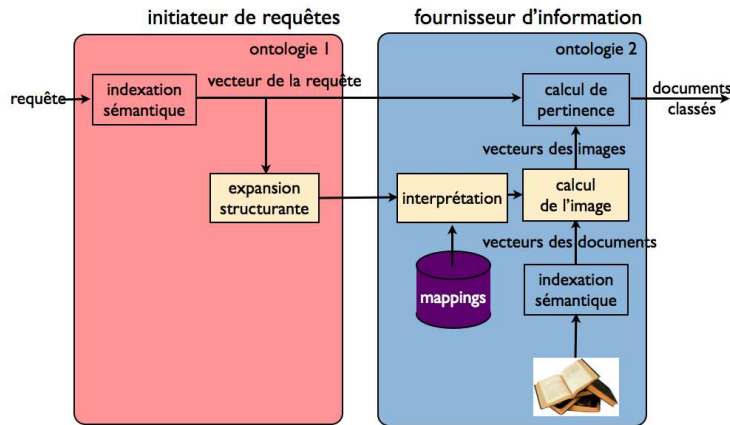 initiateur de requêtes
fournisseur d'information
ontologie 1
ontologie 2
requête
indexation
sémantique
vecteur de la requête
calcul de
pertinence
documents
classés
vecteurs des images
expansion
structurante
interprétation
calcul
de l'image
vecteurs des documents
mappings
indexation
sémantique